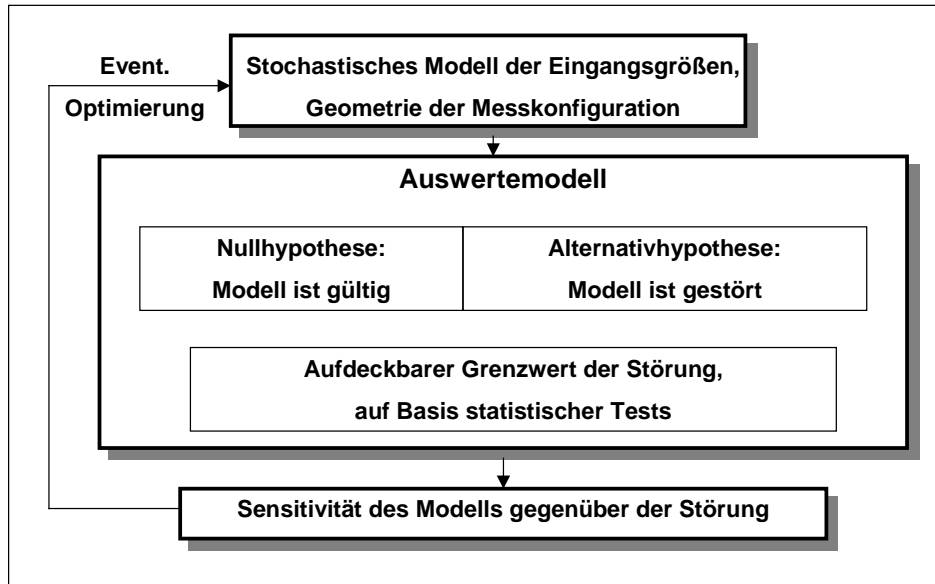 Event.
Optimierung
Stochastisches Modell der Eingangsgrößen,
Geometrie der Messkonfiguration
Auswertemodell
Nullhypothese:
Modell ist gültig
Alternativhypothese:
Modell ist gestört
Aufdeckbarer Grenzwert der Störung,
auf Basis statistischer Tests
Sensitivität des Modells gegenüber der Störung